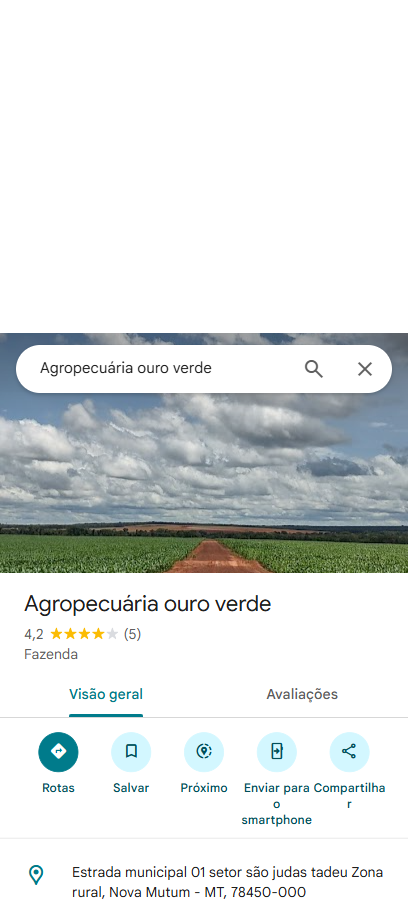 Agropecuária ouro verde
Agropecuária ouro verde
4,2 (5)
Fazenda
Visão geral
Avaliações
Rotas
Salvar
Próximo
Enviar para
o
smartphone
Compartilha
r
Estrada municipal 01 setor são judas tadeu Zona
rural, Nova Mutum - MT, 78450-000